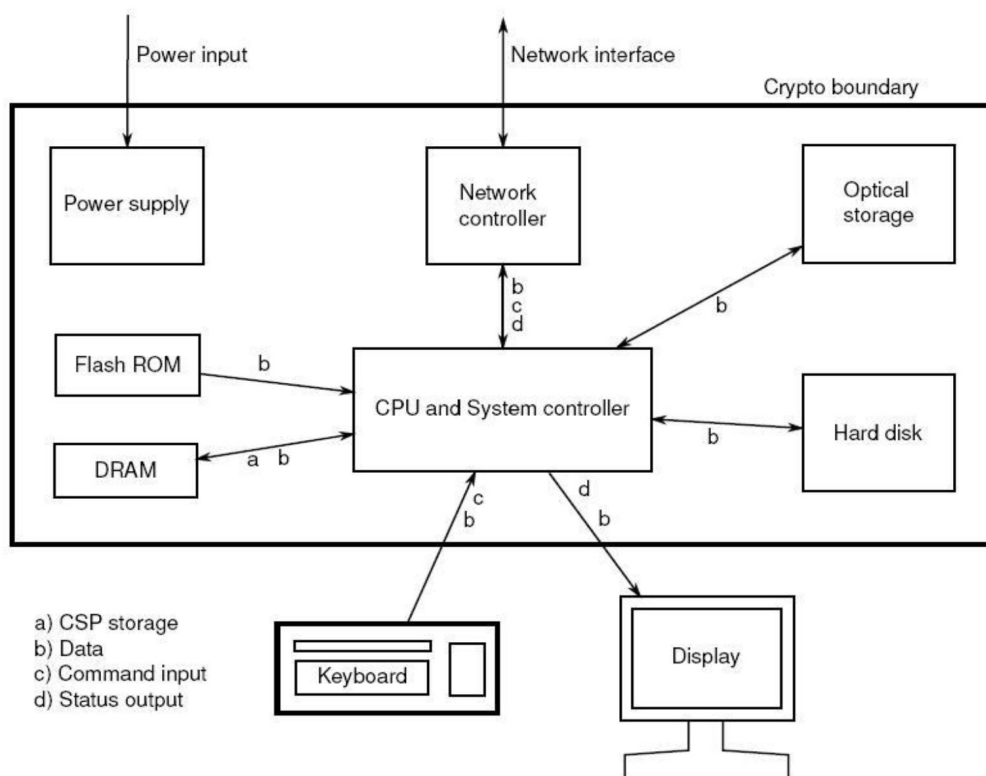 Power input
Network interface
Crypto boundary
Power supply
Network
controller
Optical
storage
b
c
d
b
Flash ROM
b
CPU and System controller
b
Hard disk
DRAM
a b
c
b
d
b
a) CSP storage
b) Data
c) Command input
d) Status output
Keyboard
Display